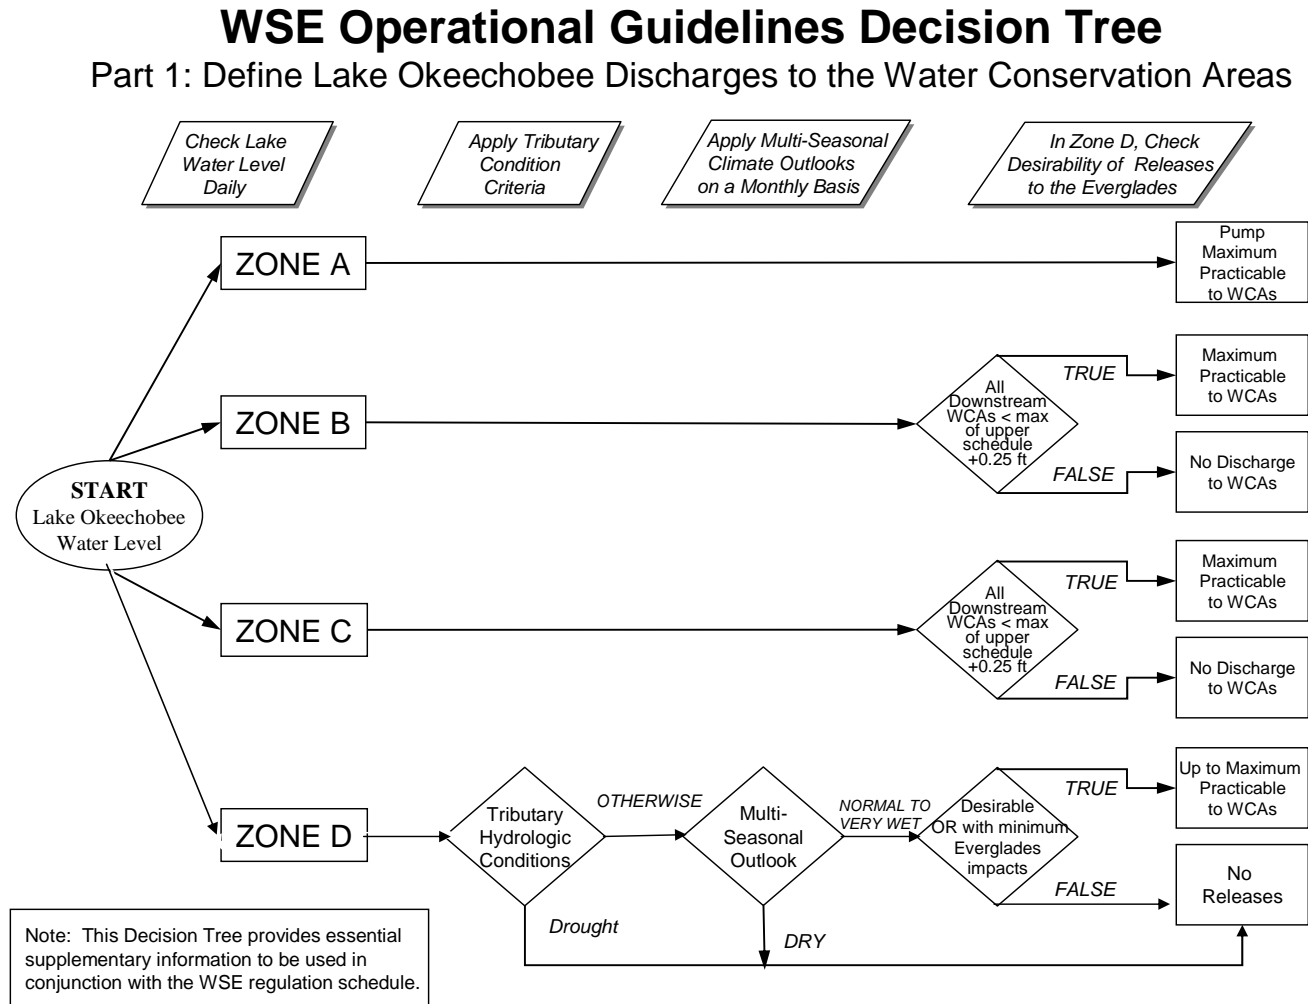 WSE Operational Guidelines Decision Tree
Part 1: Define Lake Okeechobee Discharges to the Water Conservation Areas
Check Lake
Water Level
Daily
Apply Tributary
Condition
Criteria
Apply Multi-Seasonal
Climate Outlooks
on a Monthly Basis
In Zone D, Check
Desirability of Releases
to the Everglades
ZONE A
Pump
Maximum
Practicable
to WCAs
ZONE B
All
Downstream
WCAs < max
of upper
schedule
+0.25 ft
TRUE
Maximum
Practicable
to WCAs
FALSE
No Discharge
to WCAs
START
Lake Okeechobee
Water Level
ZONE C
All
Downstream
WCAs < max
of upper
schedule
+0.25 ft
TRUE
Maximum
Practicable
to WCAs
FALSE
No Discharge
to WCAs
ZONE D
Tributary
Hydrologic
Conditions
OTHERWISE
Multi-
Seasonal
Outlook
NORMAL TO
VERY WET
Desirable
OR with minimum
Everglades
impacts
TRUE
Up to Maximum
Practicable
to WCAs
FALSE
No
Releases
Drought
DRY
Note: This Decision Tree provides essential
supplementary information to be used in
conjunction with the WSE regulation schedule.